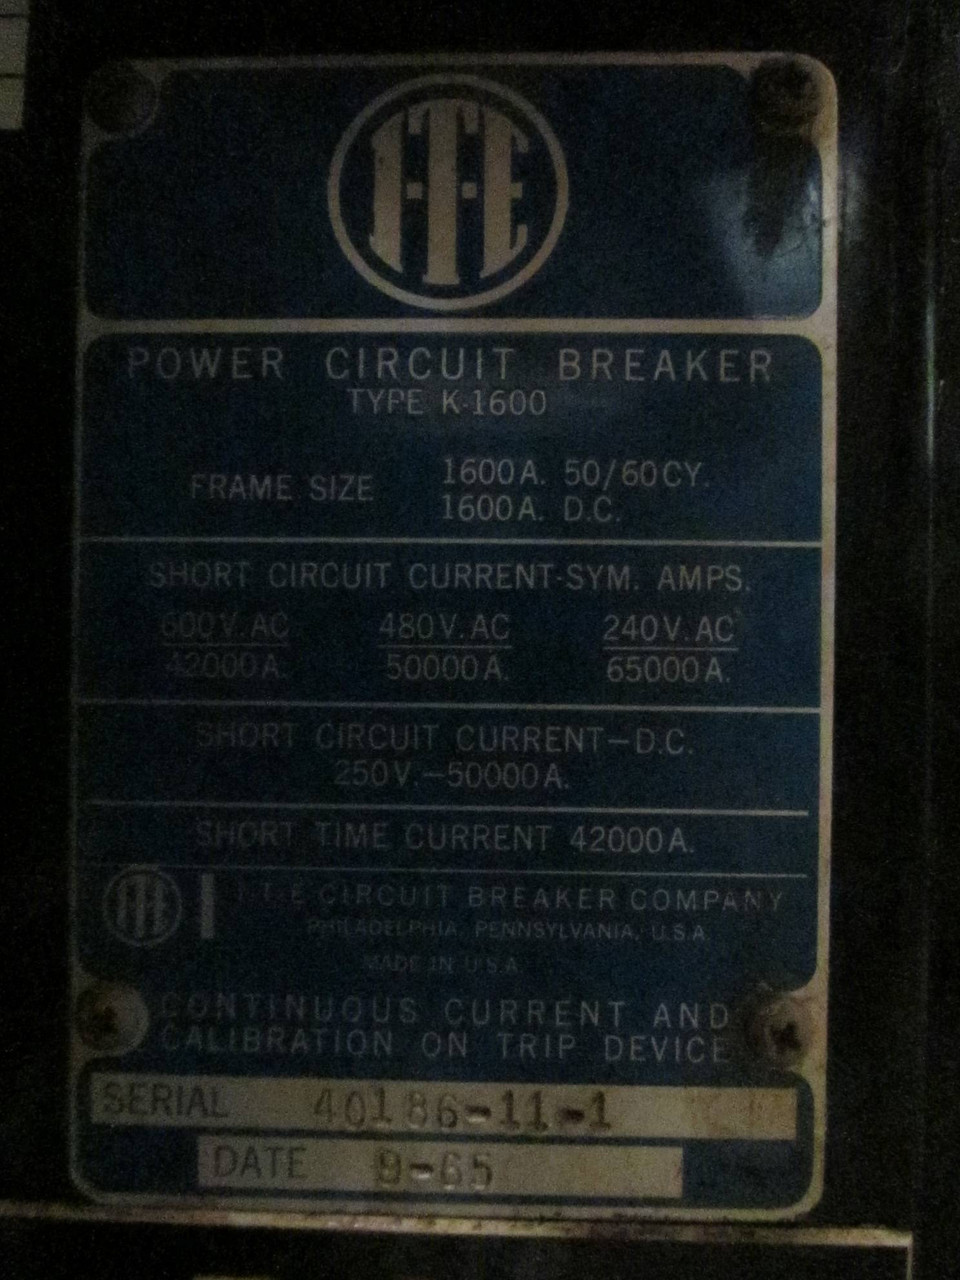 I-T-E
POWER CIRCUIT BREAKER
TYPE K-1600
FRAME SIZE
1600A. 50/60CY.
1600A. D.C.
SHORT CIRCUIT CURRENT-SYM. AMPS.
600V. AC 480V. AC 240V. AC
42000A. 50000A. 65000A.
SHORT CIRCUIT CURRENT—D.C.
250V.—50000A.
SHORT TIME CURRENT 42000A.
I-T-E
I-T-E CIRCUIT BREAKER COMPANY
PHILADELPHIA, PENNSYLVANIA, U.S.A.
MADE IN U.S.A.
CONTINUOUS CURRENT AND
CALIBRATION ON TRIP DEVICE
SERIAL 40186-11-1
DATE 9-65